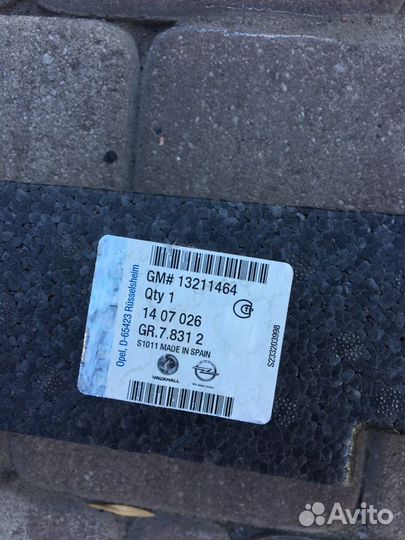 GM# 13211464
Qty 1
14 07 026
GR.7.831 2
S1011 MADE IN SPAIN
VAUXHALL
Opel, D-65423 Rüsselsheim
S233203998
Avito